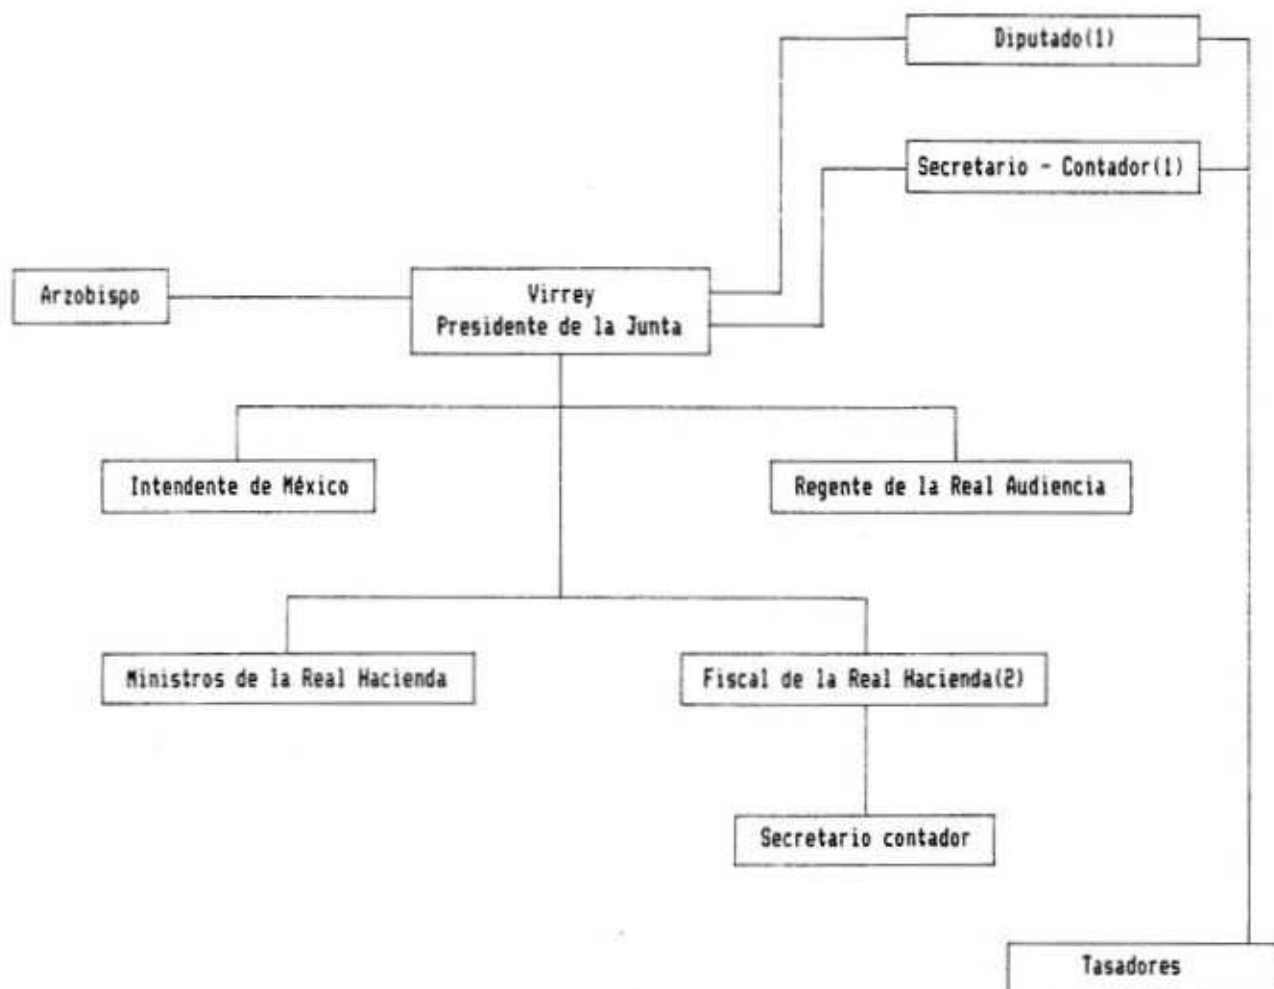 Diputado(1)
Secretario - Contador(1)
Arzobispo
Virrey
Presidente de la Junta
Intendente de México
Regente de la Real Audiencia
Ministros de la Real Hacienda
Fiscal de la Real Hacienda(2)
Secretario contador
Tasadores